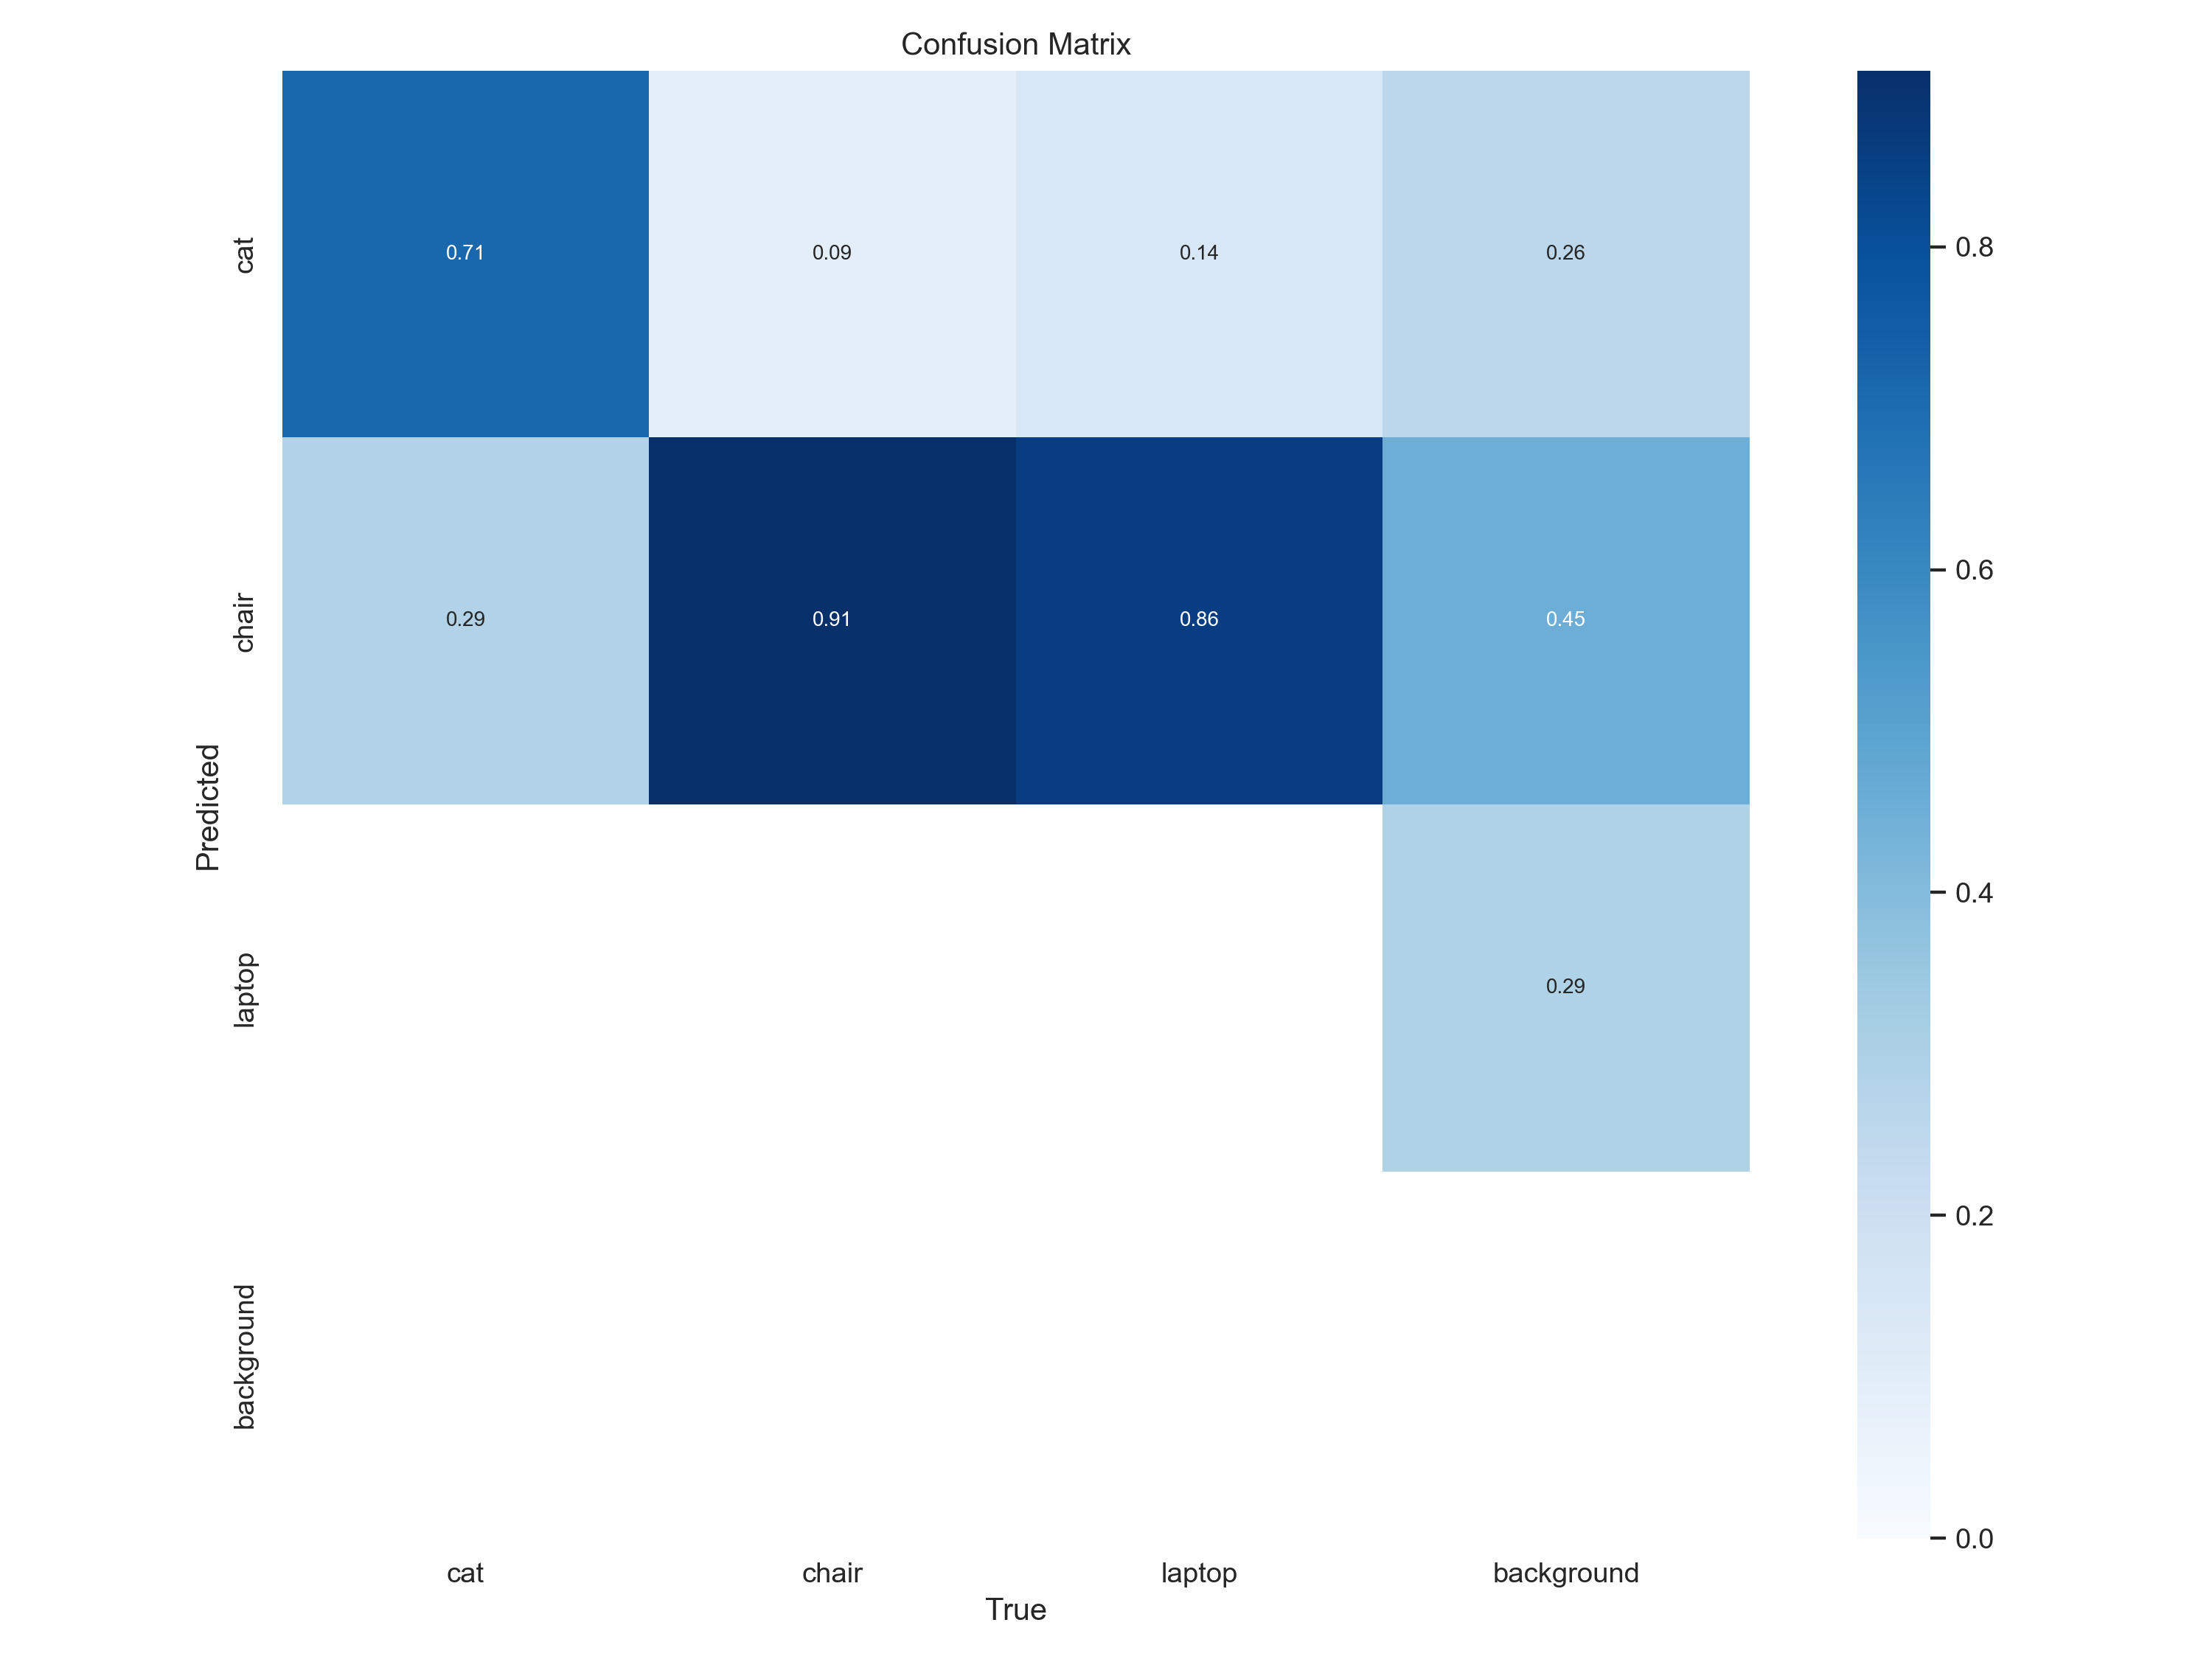 Confusion Matrix
cat
0.71
0.09
0.14
0.26
0.8
chair
0.29
0.91
0.86
0.45
0.6
Predicted
0.4
laptop
0.29
0.2
background
0.0
cat
chair
laptop
background
True